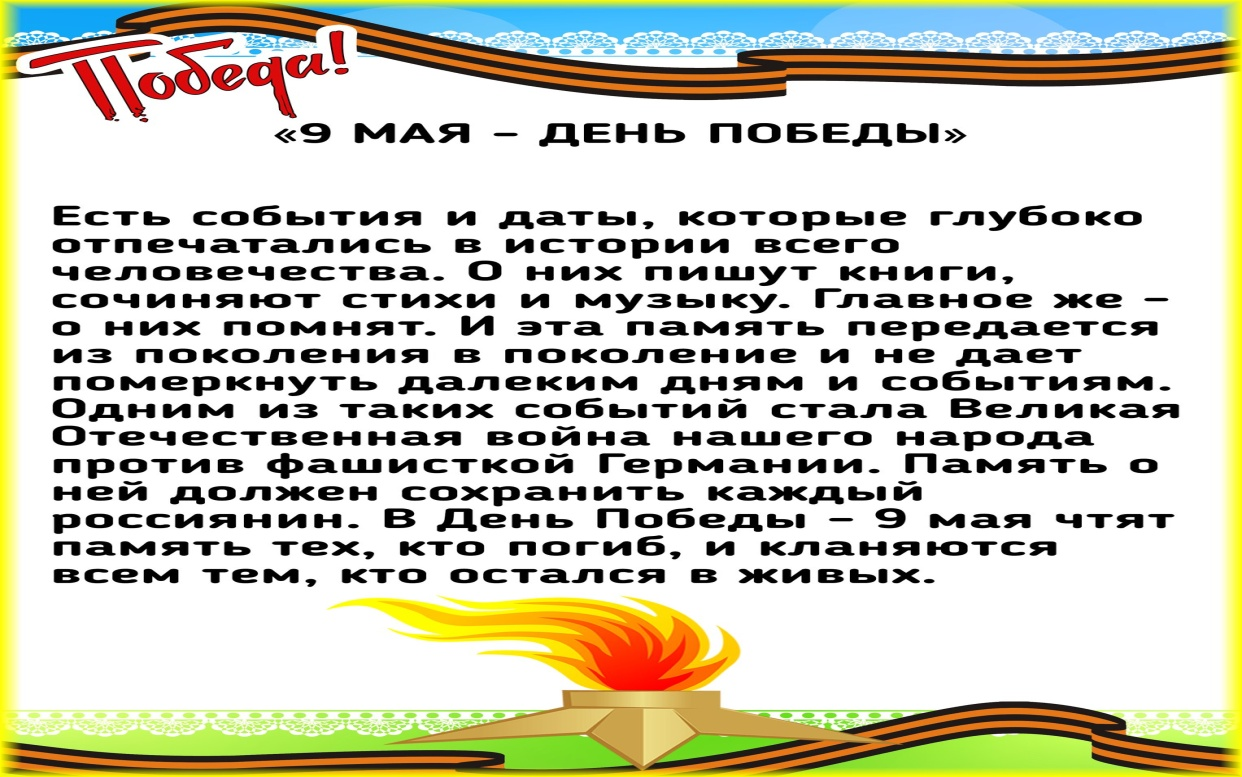 Победа!
«9 МАЯ – ДЕНЬ ПОБЕДЫ»
Есть события и даты, которые глубоко
отпечатались в истории всего
человечества. О них пишут книги,
сочиняют стихи и музыку. Главное же –
о них помнят. И эта память передается
из поколения в поколение и не дает
померкнуть далеким дням и событиям.
Одним из таких событий стала Великая
Отечественная война нашего народа
против фашисткой Германии. Память о
ней должен сохранить каждый
россиянин. В День Победы – 9 мая чтят
память тех, кто погиб, и кланяются
всем тем, кто остался в живых.